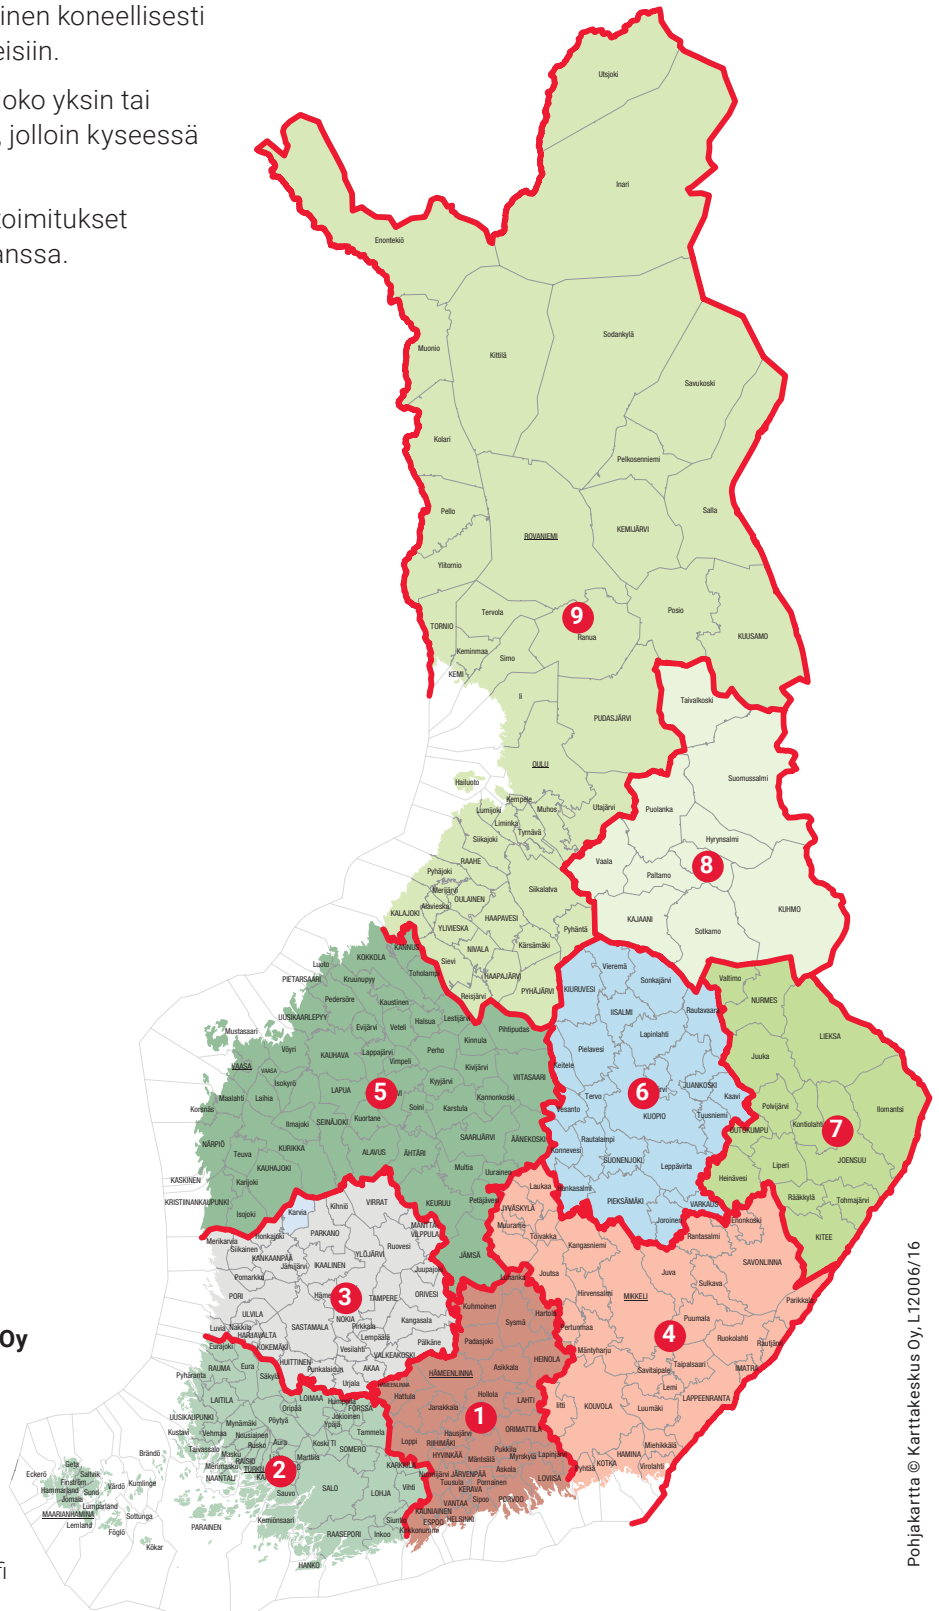 inen koneellisesti
eisiin.
joko yksin tai
, jolloin kyseessä
toimitukset
anssa.
Utsjoki
Inari
Enontekiö
Muonio
Kittilä
Sodankylä
Savukoski
Kolari
Pelkosenniemi
Pello
ROVANIEMI
KEMIJÄRVI
Salla
Ylitornio
TORNIO
Tervola
9
Ranua
Posio
KUUSAMO
Keminmaa
Simo
KEMI
Ii
PUDASJÄRVI
Taivalkoski
OULU
Suomussalmi
Hailuoto
Kempele
Lumijoki
Muhos
Utajärvi
Puolanka
Liminka
Tyrnävä
Siikajoki
Hyrynsalmi
RAAHE
Vaala
8
Pyhäjoki
Paltamo
Merijärvi
OULAINEN
Siikalatva
Alavieska
KALAJOKI
HAAPAVESI
KAJAANI
KUHMO
YLIVIESKA
Pyhäntä
Sotkamo
KANNUS
NIVALA
Kärsämäki
KOKKOLA
Sievi
Luoto
Toholampi
HAAPAJÄRVI
Vieremä
Sonkajärvi
Valtimo
PIETARSAARI
Kruunupyy
Reisjärvi
PYHÄJÄRVI
KIURUVESI
NURMES
Pedersöre
Kaustinen
IISALMI
Rautavaara
UUSIKAARLEPYY
Halsua
Lestijärvi
Mustasaari
Evijärvi
Veteli
Pihtipudas
Lapinlahti
LIEKSA
Vöyri
KAUHAVA
Lappajärvi
Perho
Kinnula
Pielavesi
Juuka
VAASA
VAASA
Vimpeli
Kivijärvi
Keitele
Isokyrö
Kyyjärvi
VIITASAARI
JUANKOSKI
Maalahti
Laihia
LAPUA
5
Kannonkoski
Tervo
6
Kaavi
Korsnäs
Soini
Karstula
Vesanto
KUOPIO
Tuusniemi
Polvijärvi
Ilomantsi
Ilmajoki
SEINÄJOKI
Kuortane
OUTOKUMPU
Kontiolahti
7
NÄRPIÖ
SAARIJÄRVI
ÄÄNEKOSKI
Rautalampi
Teuva
KURIKKA
ALAVUS
ÄHTÄRI
Konnevesi
SUONENJOKI
Leppävirta
Liperi
JOENSUU
KAUHAJOKI
Multia
Uurainen
Heinävesi
KASKINEN
Karijoki
Laukaa
Hankasalmi
PIEKSÄMÄKI
VARKAUS
Rääkkylä
Tohmajärvi
KRISTIINANKAUPUNKI
Isojoki
Karvia
Kihniö
VIRRAT
KEURUU
Petäjävesi
JYVÄSKYLÄ
Joroinen
Enonkoski
Merikarvia
Honkajoki
PARKANO
MÄNTTÄ-
VILPPULA
Muurame
Toivakka
Kangasniemi
Rantasalmi
KITEE
Siikainen
KANKAANPÄÄ
YLÖJÄRVI
Ruovesi
JÄMSÄ
SAVONLINNA
Jämijärvi
IKAALINEN
Juupajoki
Luhanka
Joutsa
Juva
Pomarkku
Hirvensalmi
Sulkava
PORI
3
TAMPERE
ORIVESI
MIKKELI
Parikkala
ULVILA
Kuhmoinen
Hartola
Puumala
Luvia
Nakkila
SASTAMALA
NOKIA
Kangasala
Sysmä
Pertunmaa
4
HARJAVALTA
Pirkkala
Lempäälä
Pälkäne
Padasjoki
Mäntyharju
Ruokolahti
Rautjärvi
Eurajoki
KOKEMÄKI
Vesilahti
VALKEAKOSKI
Oy
RAUMA
Eura
HUITTINEN
Punkalaidun
AKAA
HÄMEENLINNA
Asikkala
HEINOLA
Savitaipale
Taipalsaari
IMATRA
Pyhäranta
Säkylä
Urjala
HÄMEENLINNA
Lemi
LAITILA
LOIMAA
Humppila
Hattula
Hollola
LAHTI
Iitti
KOUVOLA
LAPPEENRANTA
UUSIKAUPUNKI
Oripää
FORSSA
Janakkala
1
Luumäki
Mynämäki
Pöytyä
Jokioinen
Kustavi
Vehmaa
Nousiainen
Ypäjä
Tammela
Hausjärvi
ORIMATTILA
Taivassalo
Rusko
Aura
Koski Tl
Loppi
RIIHIMÄKI
Miehikkälä
Masku
SOMERO
HYVINKÄÄ
Pukkila
HAMINA
Brändö
RAISIO
Marttila
Mäntsälä
Myrskylä
Lapinjärvi
KOTKA
Virolahti
Merimasku
TURKU
2
KARKKILA
Askola
Pyhtää
Geta
NAANTALI
Nurmijärvi
JÄRVENPÄÄ
LOVIISA
Eckerö
Saltvik
Kumlinge
SALO
Vihti
Tuusula
Pornainen
Finström
Vårdö
Sauvo
LOHJA
KERAVA
Hammarland
Sund
VANTAA
Sipoo
PORVOO
Jomala
Lumparland
Sottunga
Kemiönsaari
Siuntio
KAUNIAINEN
MAARIANHAMINA
PARAINEN
ESPOO
HELSINKI
Lemland
Föglö
RAASEPORI
Inkoo
Kirkkonummi
Kökar
HANKO
fi
Pohjakartta © Karttakeskus Oy, L12006/16